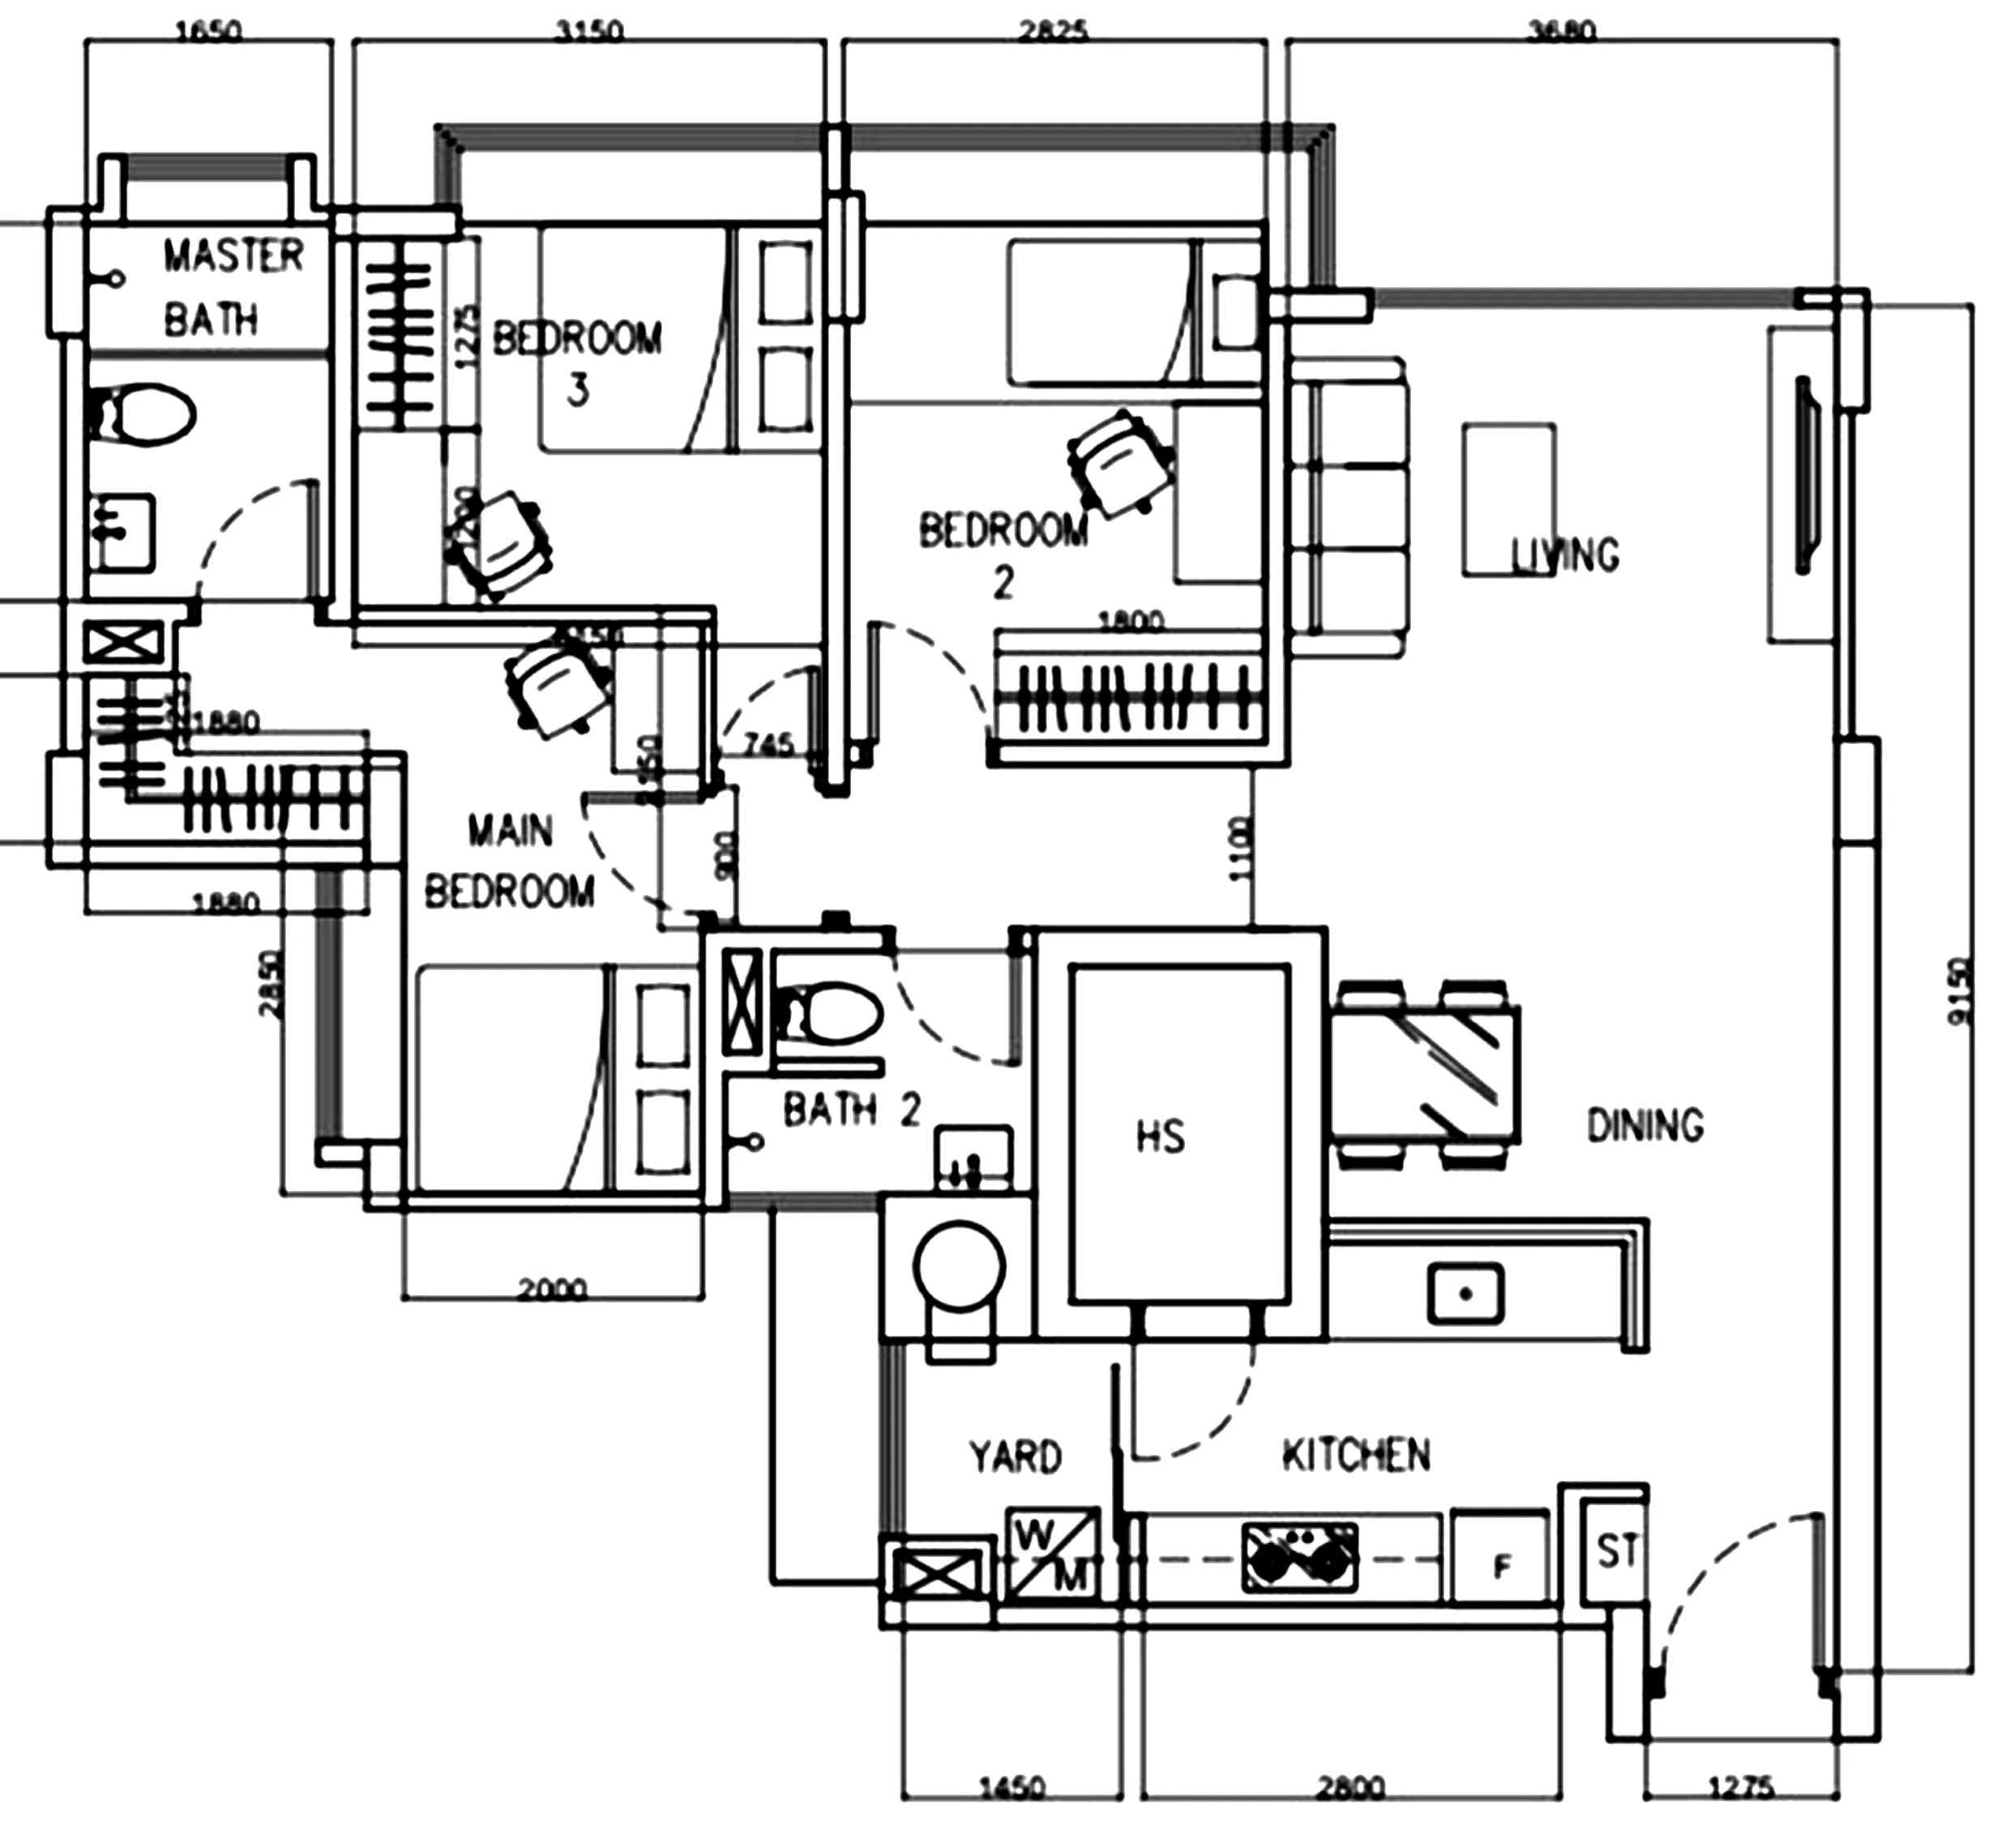 1650
3150
2825
3680
MASTER
BATH
1275
BEDROOM
3
1200
BEDROOM
2
LIVING
1800
1880
745
MAIN
BEDROOM
900
1100
1880
2850
9150
BATH 2
HS
DINING
2000
YARD
KITCHEN
W
M
F
ST
1450
2800
1275